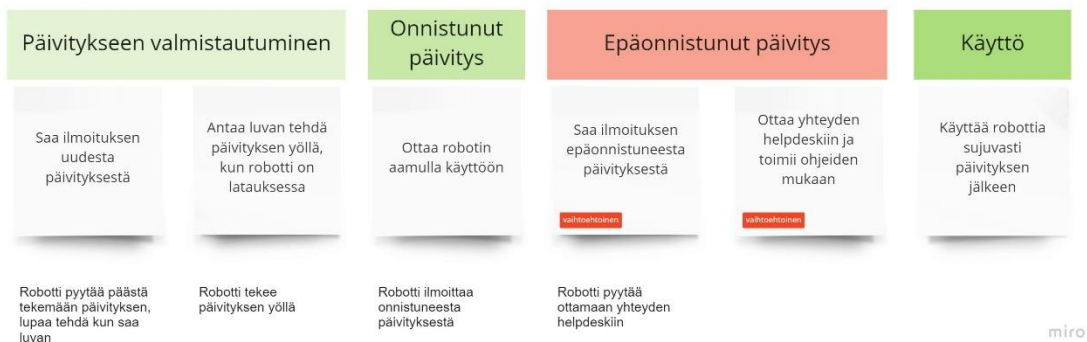 Päivitykseen valmistautuminen
Onnistunut
päivitys
Epäonnistunut päivitys
Käyttö
Saa ilmoituksen
uudesta
päivityksestä
Antaa luvan tehdä
päivityksen yöllä,
kun robotti on
latauksessa
Ottaa robotin
aamulla käyttöön
Saa ilmoituksen
epäonnistuneesta
päivityksestä
vaihtoehtoinen
Ottaa yhteyden
helpdeskiin ja
toimii ohjeiden
mukaan
vaihtoehtoinen
Käyttää robottia
sujuvasti
päivityksen
jälkeen
Robotti pyytää päästä
tekemään päivityksen,
lupaa tehdä kun saa
luvan
Robotti tekee
päivityksen yöllä
Robotti ilmoittaa
onnistuneesta
päivityksestä
Robotti pyytää
ottamaan yhteyden
helpdeskiin
miro